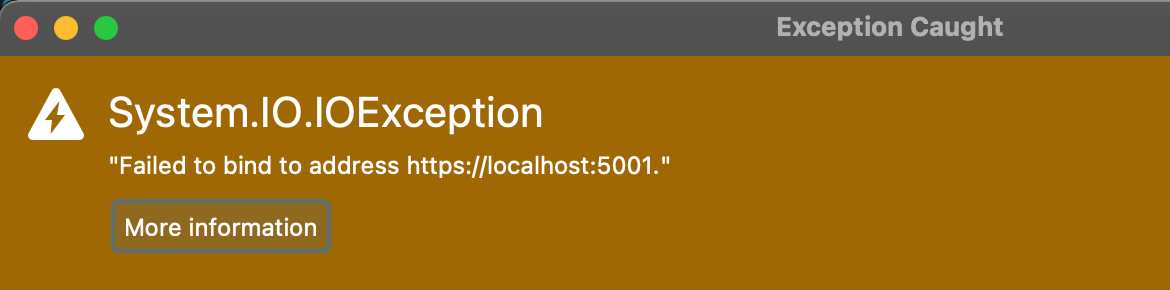 Exception Caught
System.IO.IOException
"Failed to bind to address https://localhost:5001."
More information